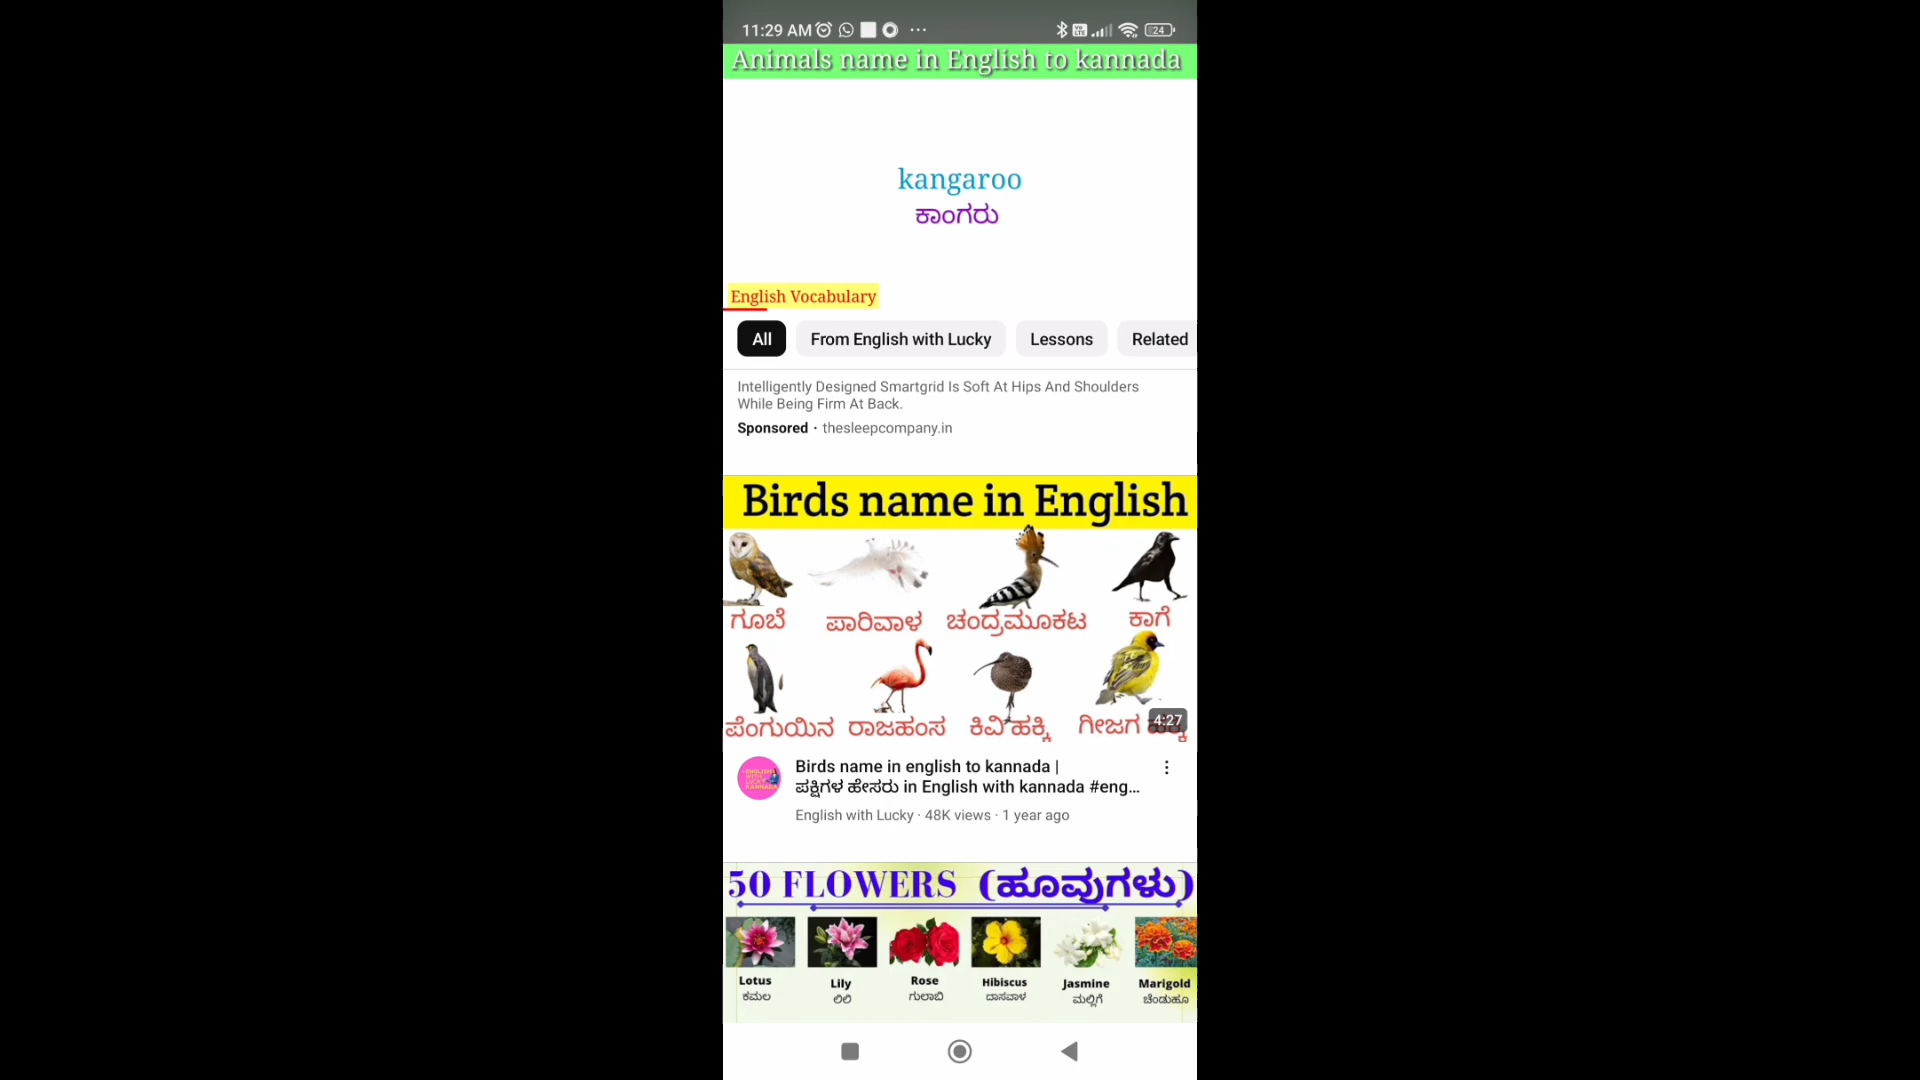 11:29 AM
24
Animals name in English to kannada
kangaroo
ಕಾಂಗರು
English Vocabulary
All From English with Lucky Lessons Related
Intelligently Designed Smartgrid Is Soft At Hips And Shoulders
While Being Firm At Back.
Sponsored · thesleepcompany.in
Birds name in English
ಗೂಬೆ ಪಾರಿವಾಳ ಚಂದ್ರಮೂಕಟ ಕಾಗೆ
ಪೆಂಗುಯಿನ ರಾಜಹಂಸ ಕಿವಿ ಹಕ್ಕಿ ಗೀಜಗ
4:27
Birds name in english to kannada |
ಪಕ್ಷಿಗಳ ಹೇಸರು in English with kannada #eng...
English with Lucky · 48K views · 1 year ago
50 FLOWERS (ಹೂವುಗಳು)
Lotus Lily Rose Hibiscus Jasmine Marigold
ಕಮಲ ಲಿಲಿ ಗುಲಾಬಿ ದಾಸವಾಳ ಮಲ್ಲಿಗೆ ಚೆಂಡುಹೂ